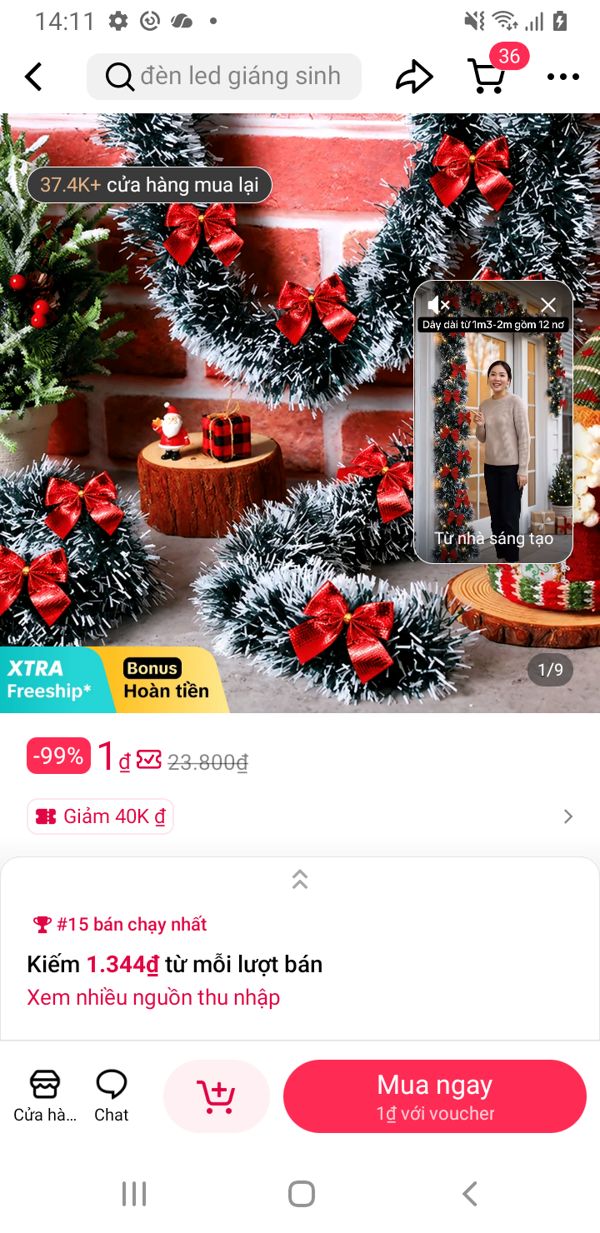 14:11
36
đèn led giáng sinh
37.4K+ cửa hàng mua lại
Dây dài từ 1m3-2m gồm 12 nơ
Từ nhà sáng tạo
XTRA
Freeship*
Bonus
Hoàn tiền
1/9
-99% 1₫ 23.800₫
Giảm 40K ₫
#15 bán chạy nhất
Kiếm 1.344₫ từ mỗi lượt bán
Xem nhiều nguồn thu nhập
Cửa hà...
Chat
Mua ngay
1₫ với voucher